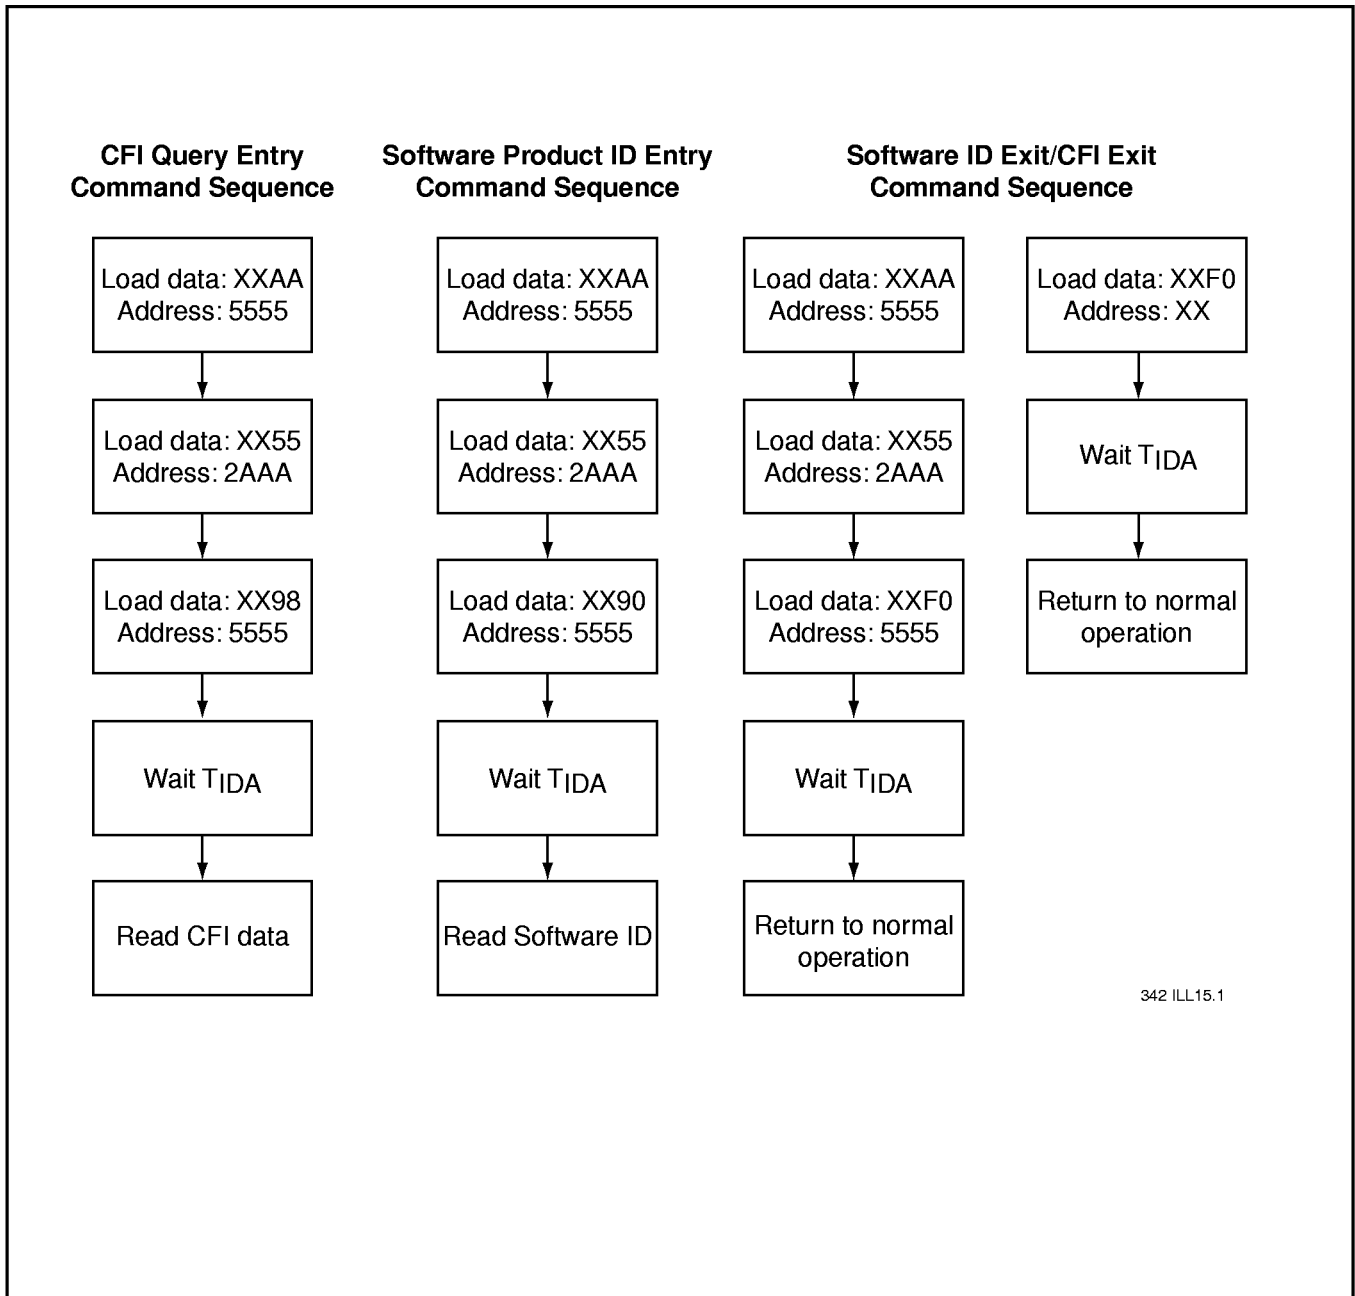 CFI Query Entry
Command Sequence
Load data: XXAA
Address: 5555
Load data: XX55
Address: 2AAA
Load data: XX98
Address: 5555
Wait TIDA
Read CFI data
Software Product ID Entry
Command Sequence
Load data: XXAA
Address: 5555
Load data: XX55
Address: 2AAA
Load data: XX90
Address: 5555
Wait TIDA
Read Software ID
Software ID Exit/CFI Exit
Command Sequence
Load data: XXAA
Address: 5555
Load data: XX55
Address: 2AAA
Load data: XXF0
Address: 5555
Wait TIDA
Return to normal
operation
Load data: XXF0
Address: XX
Wait TIDA
Return to normal
operation
342 ILL15.1